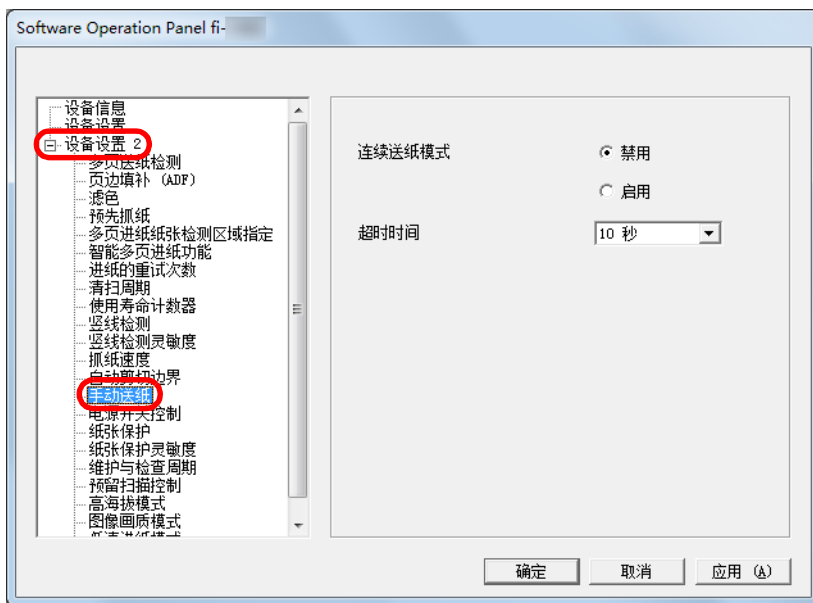 Software Operation Panel fi-
设备信息
设备设置
设备设置 2
多页送纸检测
页边填补 (ADF)
滤色
预先抓纸
多页进纸纸张检测区域指定
智能多页进纸功能
进纸的重试次数
清扫周期
使用寿命计数器
竖线检测
竖线检测灵敏度
抓纸速度
自动剪切边界
手动送纸
电源开关控制
纸张保护
纸张保护灵敏度
维护与检查周期
预留扫描控制
高海拔模式
图像画质模式
低速进纸模式
连续送纸模式
禁用
启用
超时时间
10 秒
确定
取消
应用 (A)